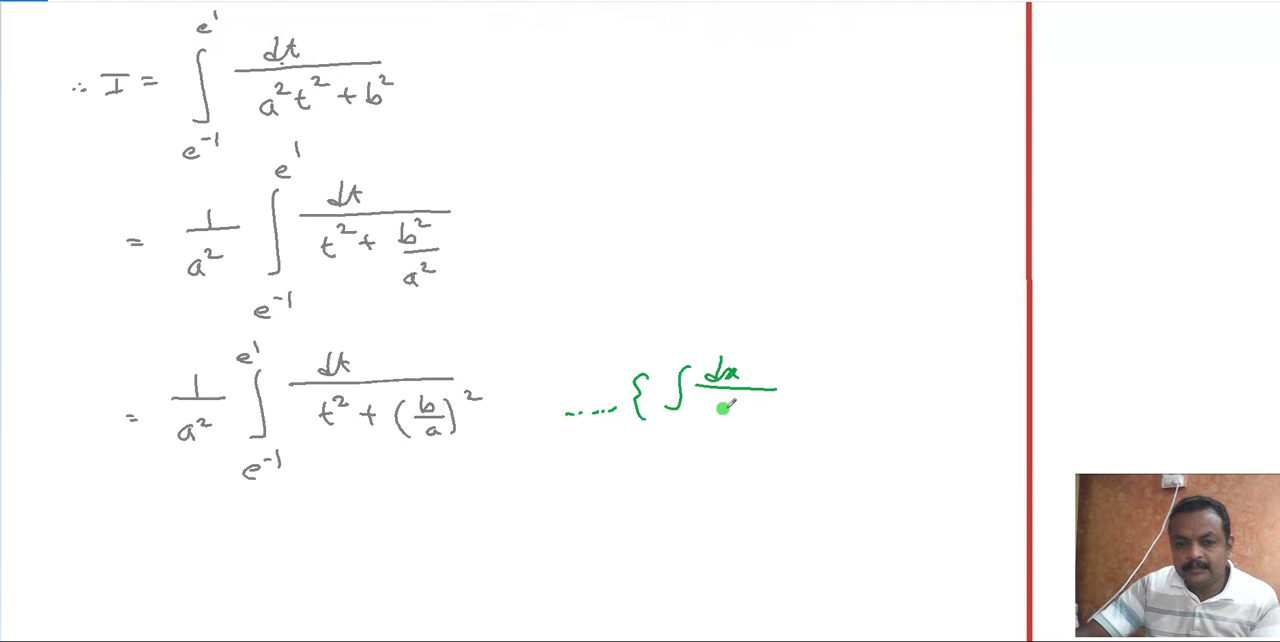 ∴ I = ∫_{e^{-1}}^{e^1} dt / (a²t² + b²)
= 1/a² ∫_{e^{-1}}^{e^1} dt / (t² + b²/a²)
= 1/a² ∫_{e^{-1}}^{e^1} dt / (t² + (b/a)²) ..... { ∫ dx /